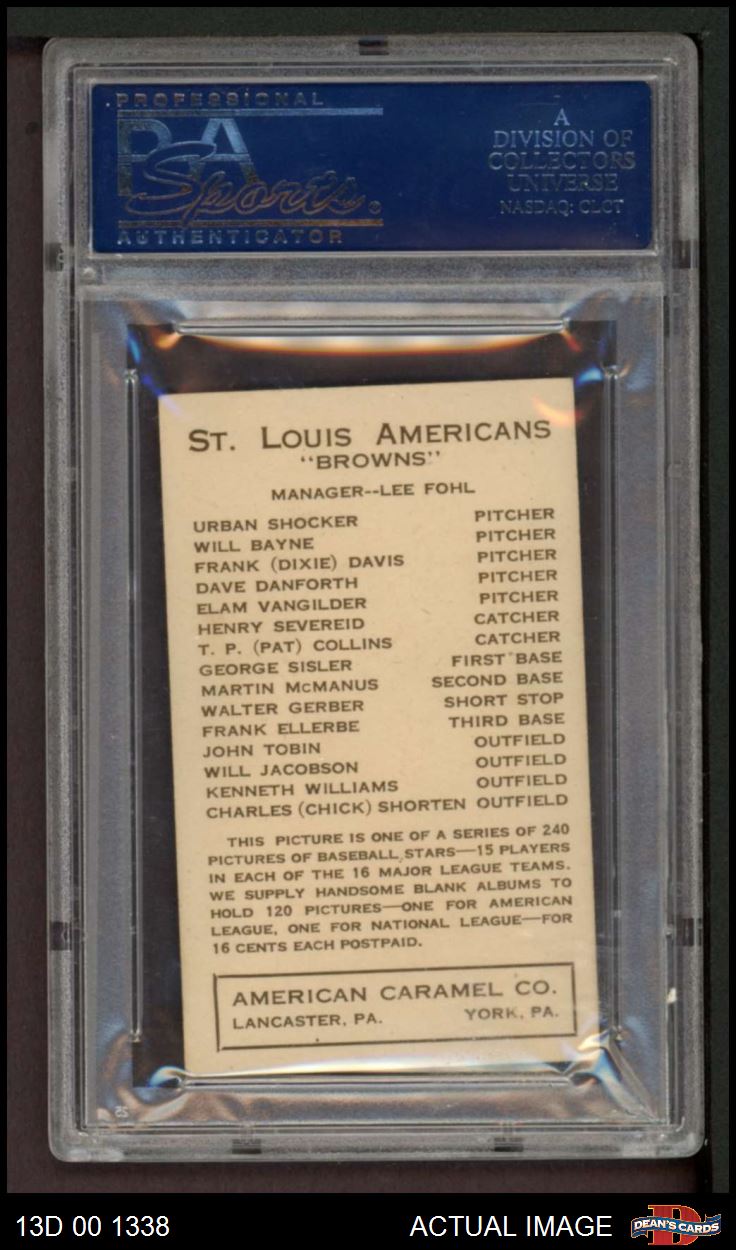 PROFESSIONAL
PSA
Sports
AUTHENTICATOR
A
DIVISION OF
COLLECTORS
UNIVERSE
NASDAQ: CLCT
ST. LOUIS AMERICANS
"BROWNS"
MANAGER--LEE FOHL
URBAN SHOCKER PITCHER
WILL BAYNE PITCHER
FRANK (DIXIE) DAVIS PITCHER
DAVE DANFORTH PITCHER
ELAM VANGILDER PITCHER
HENRY SEVEREID CATCHER
T. P. (PAT) COLLINS CATCHER
GEORGE SISLER FIRST BASE
MARTIN McMANUS SECOND BASE
WALTER GERBER SHORT STOP
FRANK ELLERBE THIRD BASE
JOHN TOBIN OUTFIELD
WILL JACOBSON OUTFIELD
KENNETH WILLIAMS OUTFIELD
CHARLES (CHICK) SHORTEN OUTFIELD
THIS PICTURE IS ONE OF A SERIES OF 240
PICTURES OF BASEBALL STARS—15 PLAYERS
IN EACH OF THE 16 MAJOR LEAGUE TEAMS.
WE SUPPLY HANDSOME BLANK ALBUMS TO
HOLD 120 PICTURES—ONE FOR AMERICAN
LEAGUE, ONE FOR NATIONAL LEAGUE—FOR
16 CENTS EACH POSTPAID.
AMERICAN CARAMEL CO.
LANCASTER, PA. YORK, PA.
25
13D 00 1338 ACTUAL IMAGE DEAN'S CARDS